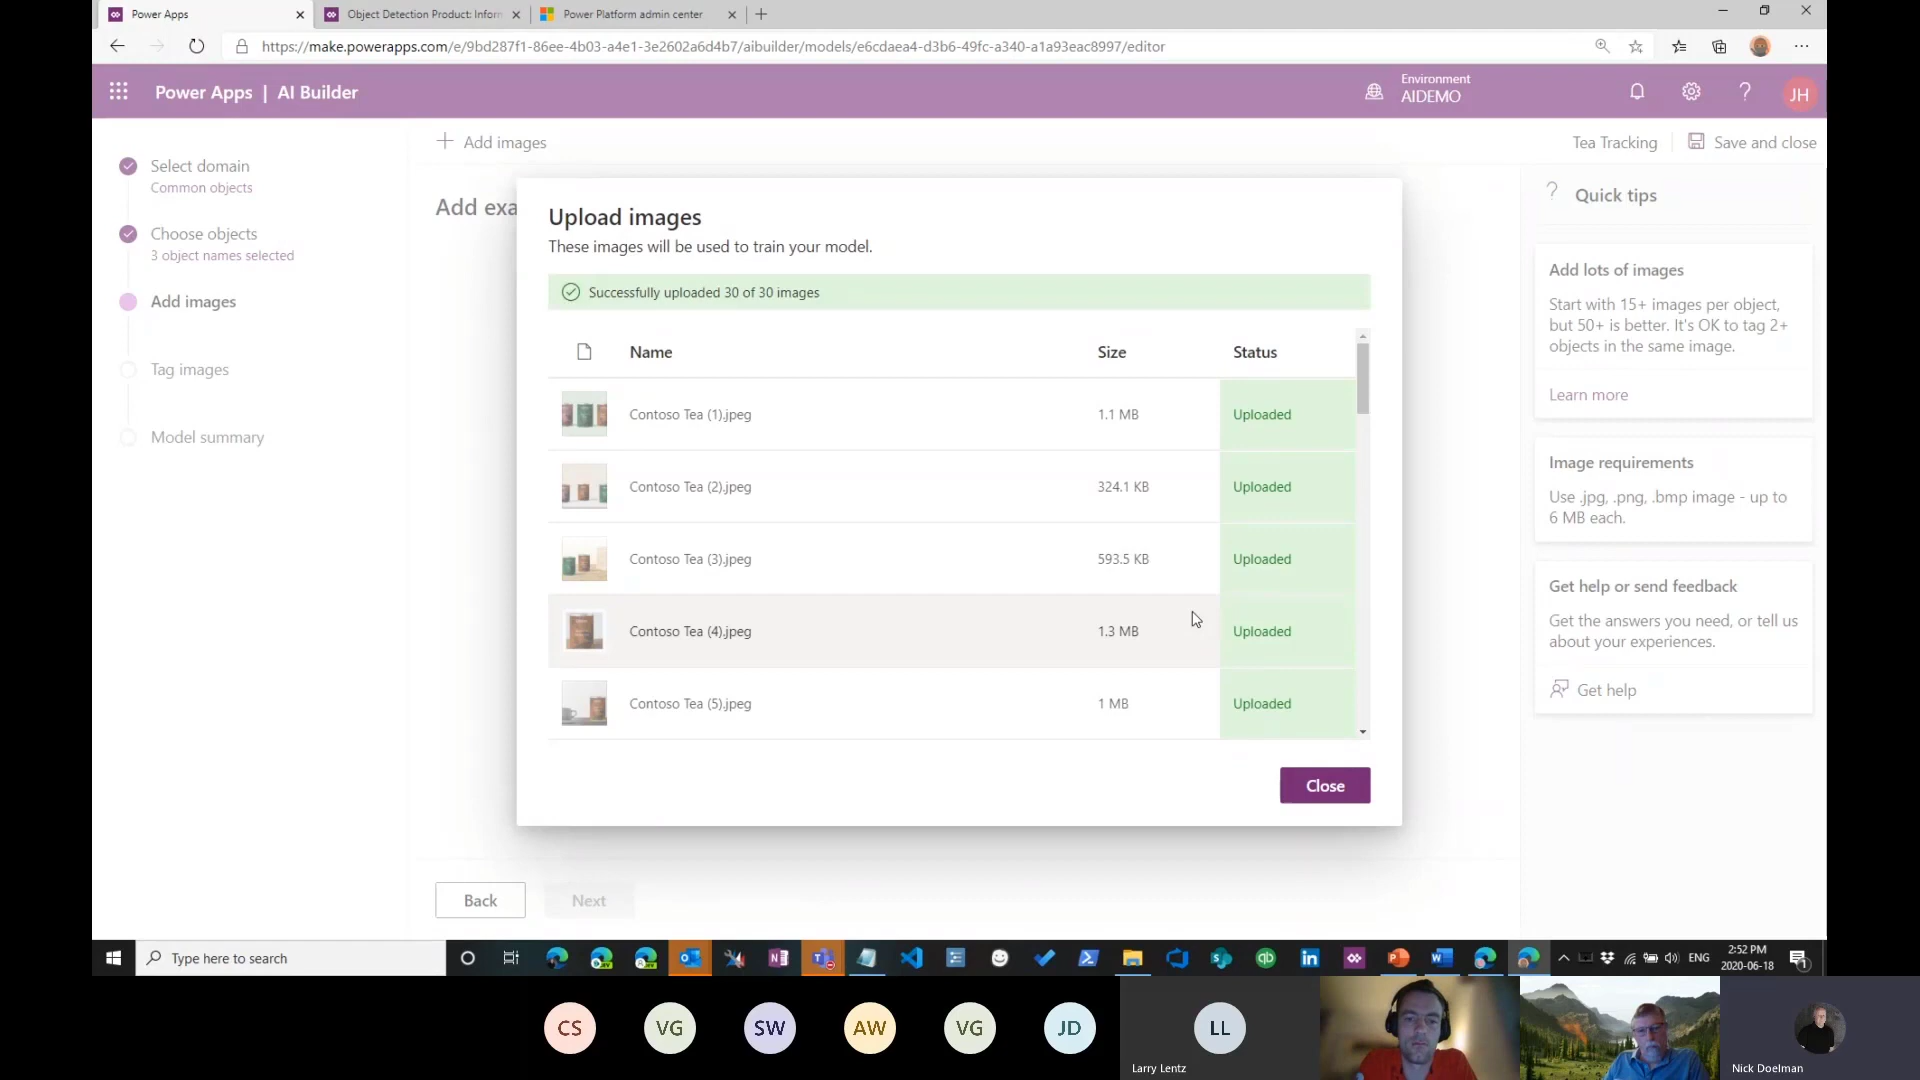 Power Apps
Object Detection Product: Inform
Power Platform admin center
https://make.powerapps.com/e/9bd287f1-86ee-4b03-a4e1-3e2602a6d4b7/aibuilder/models/e6cdaea4-d3b6-49fc-a340-a1a93eac8997/editor
Power Apps | AI Builder
Environment
AIDEMO
JH
Select domain
Common objects
Choose objects
3 object names selected
Add images
Tag images
Model summary
Add images
Tea Tracking
Save and close
Add exa
Upload images
These images will be used to train your model.
Successfully uploaded 30 of 30 images
Name Size Status
Contoso Tea (1).jpeg 1.1 MB Uploaded
Contoso Tea (2).jpeg 324.1 KB Uploaded
Contoso Tea (3).jpeg 593.5 KB Uploaded
Contoso Tea (4).jpeg 1.3 MB Uploaded
Contoso Tea (5).jpeg 1 MB Uploaded
Close
Back
Next
Quick tips
Add lots of images
Start with 15+ images per object,
but 50+ is better. It's OK to tag 2+
objects in the same image.
Learn more
Image requirements
Use .jpg, .png, .bmp image - up to
6 MB each.
Get help or send feedback
Get the answers you need, or tell us
about your experiences.
Get help
Type here to search
ENG
2:52 PM
2020-06-18
CS
VG
SW
AW
VG
JD
LL
Larry Lentz
Nick Doelman